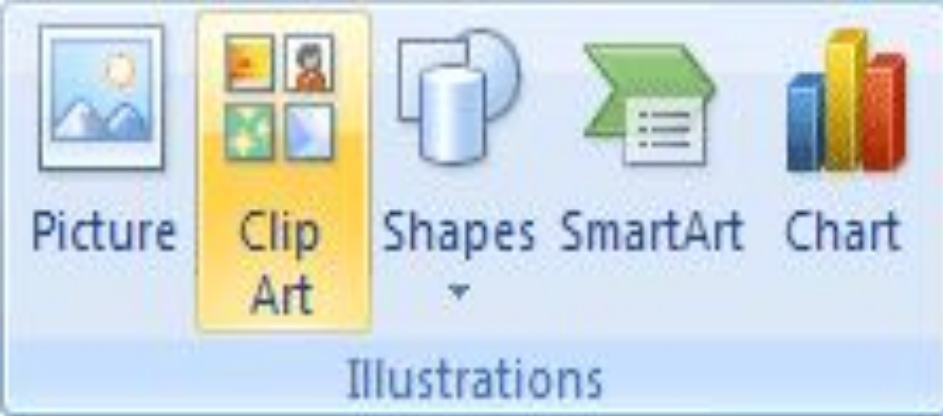 Picture
Clip
Art
Shapes
SmartArt
Chart
Illustrations